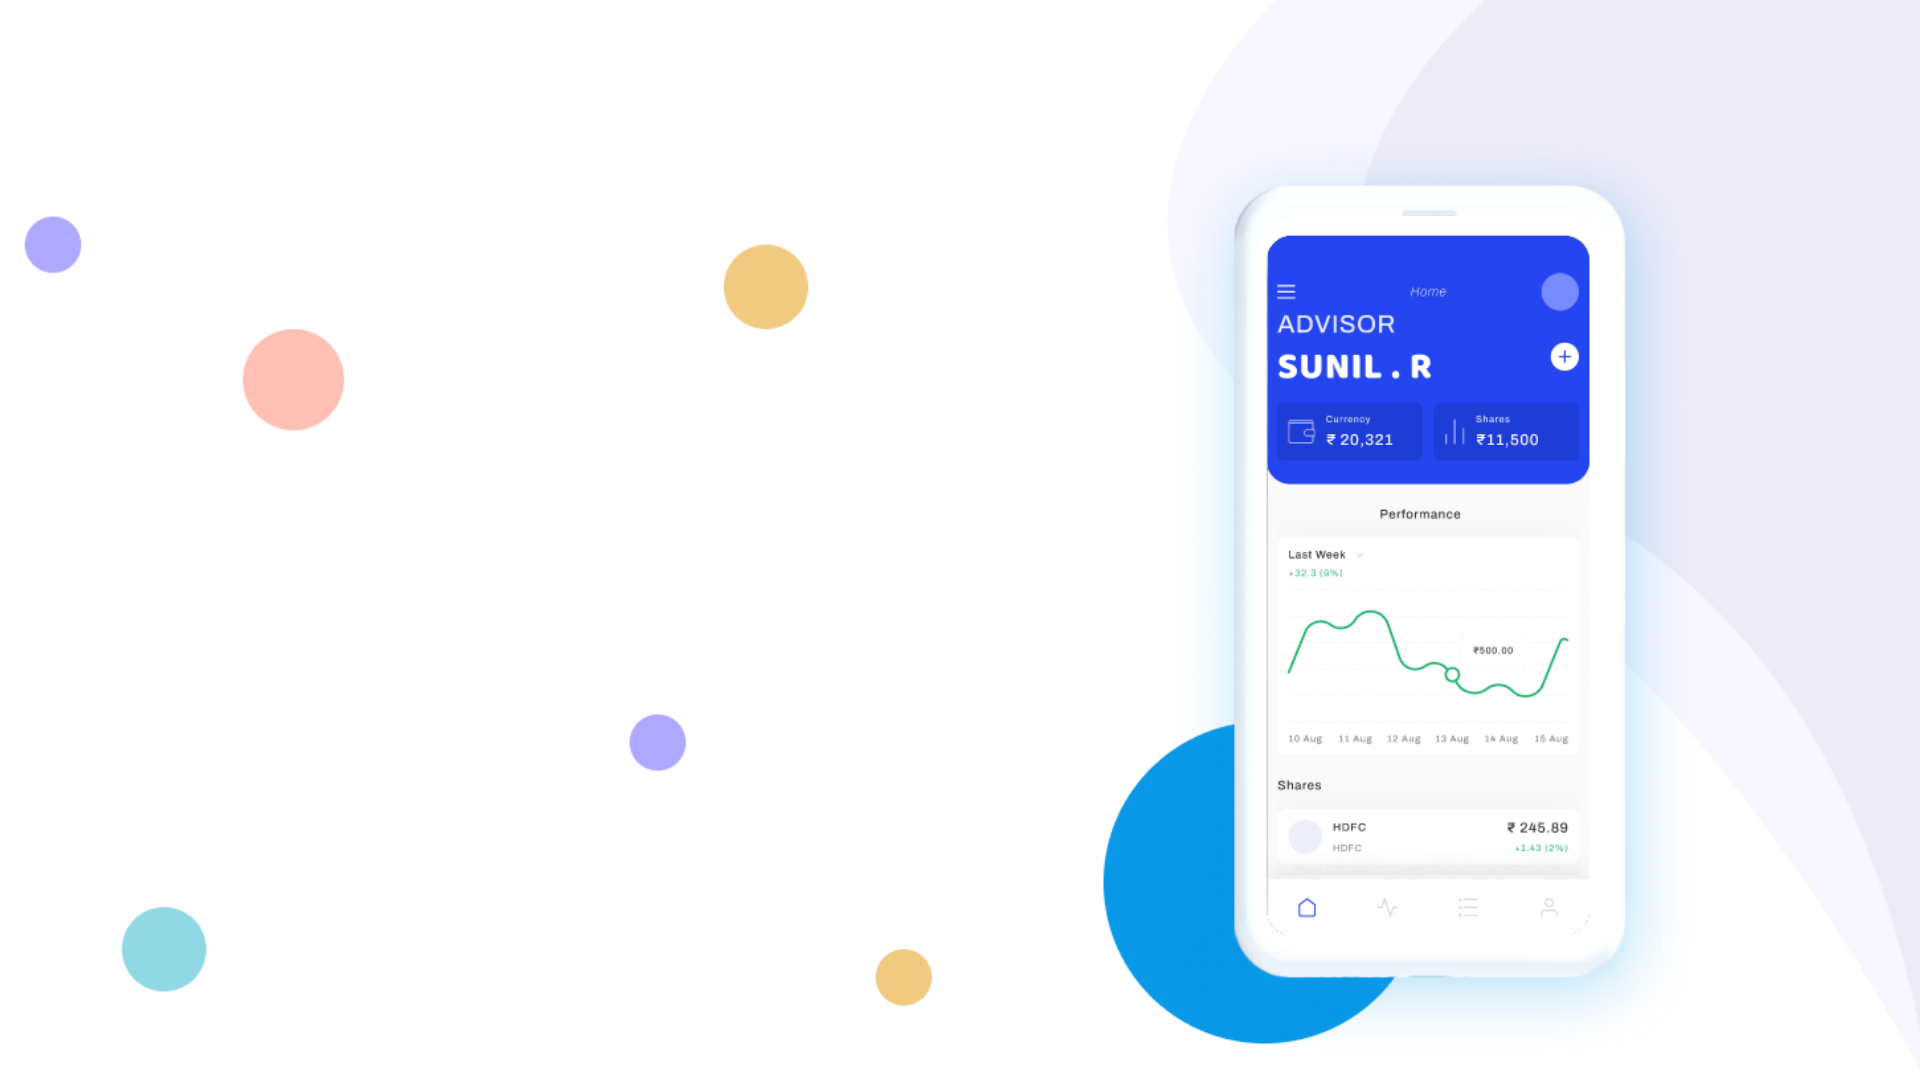 Home
ADVISOR
SUNIL . R
Currency
₹ 20,321
Shares
₹11,500
Performance
Last Week
+32.3 (9%)
₹500.00
10 Aug 11 Aug 12 Aug 13 Aug 14 Aug 15 Aug
Shares
HDFC ₹ 245.89
HDFC +1.43 (2%)